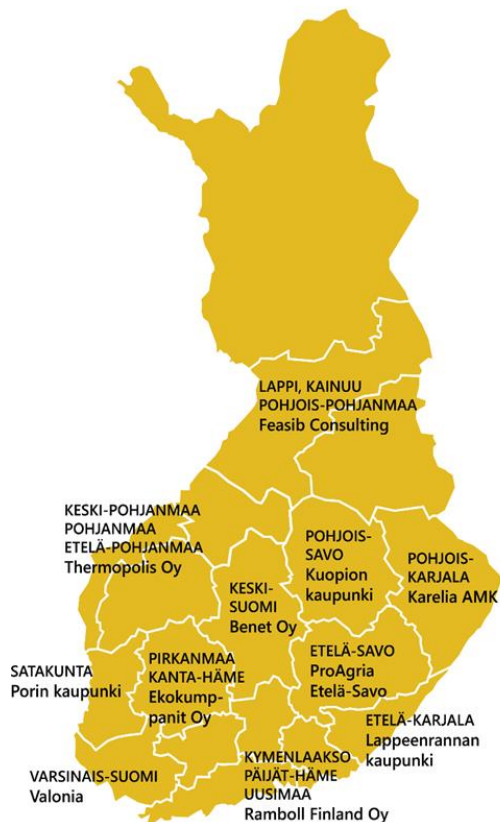 LAPPI, KAINUU
POHJOIS-POHJANMAA
Feasib Consulting
KESKI-POHJANMAA
POHJANMAA
ETELÄ-POHJANMAA
Thermopolis Oy
POHJOIS-
SAVO
Kuopion
kaupunki
POHJOIS-
KARJALA
Karelia AMK
KESKI-
SUOMI
Benet Oy
SATAKUNTA
Porin kaupunki
PIRKANMAA
KANTA-HÄME
Ekokump-
panit Oy
ETELÄ-SAVO
ProAgria
Etelä-Savo
ETELÄ-KARJALA
Lappeenrannan
kaupunki
VARSINAIS-SUOMI
Valonia
KYMENLAAKSO
PÄIJÄT-HÄME
UUSIMAA
Ramboll Finland Oy